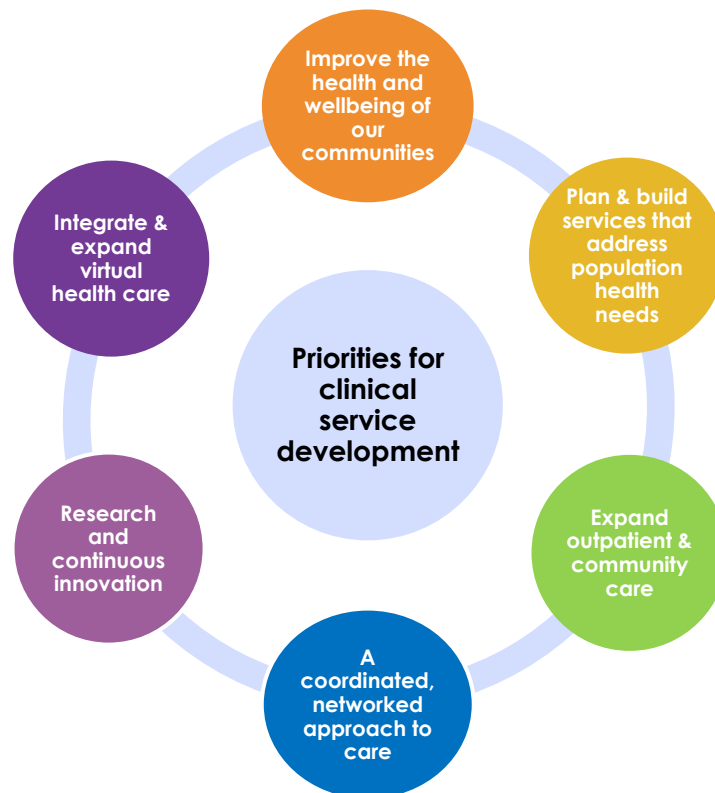 Improve the
health and
wellbeing of
our
communities
Plan & build
services that
address
population
health
needs
Expand
outpatient &
community
care
A
coordinated,
networked
approach to
care
Research
and
continuous
innovation
Integrate &
expand
virtual
health care
Priorities for
clinical
service
development